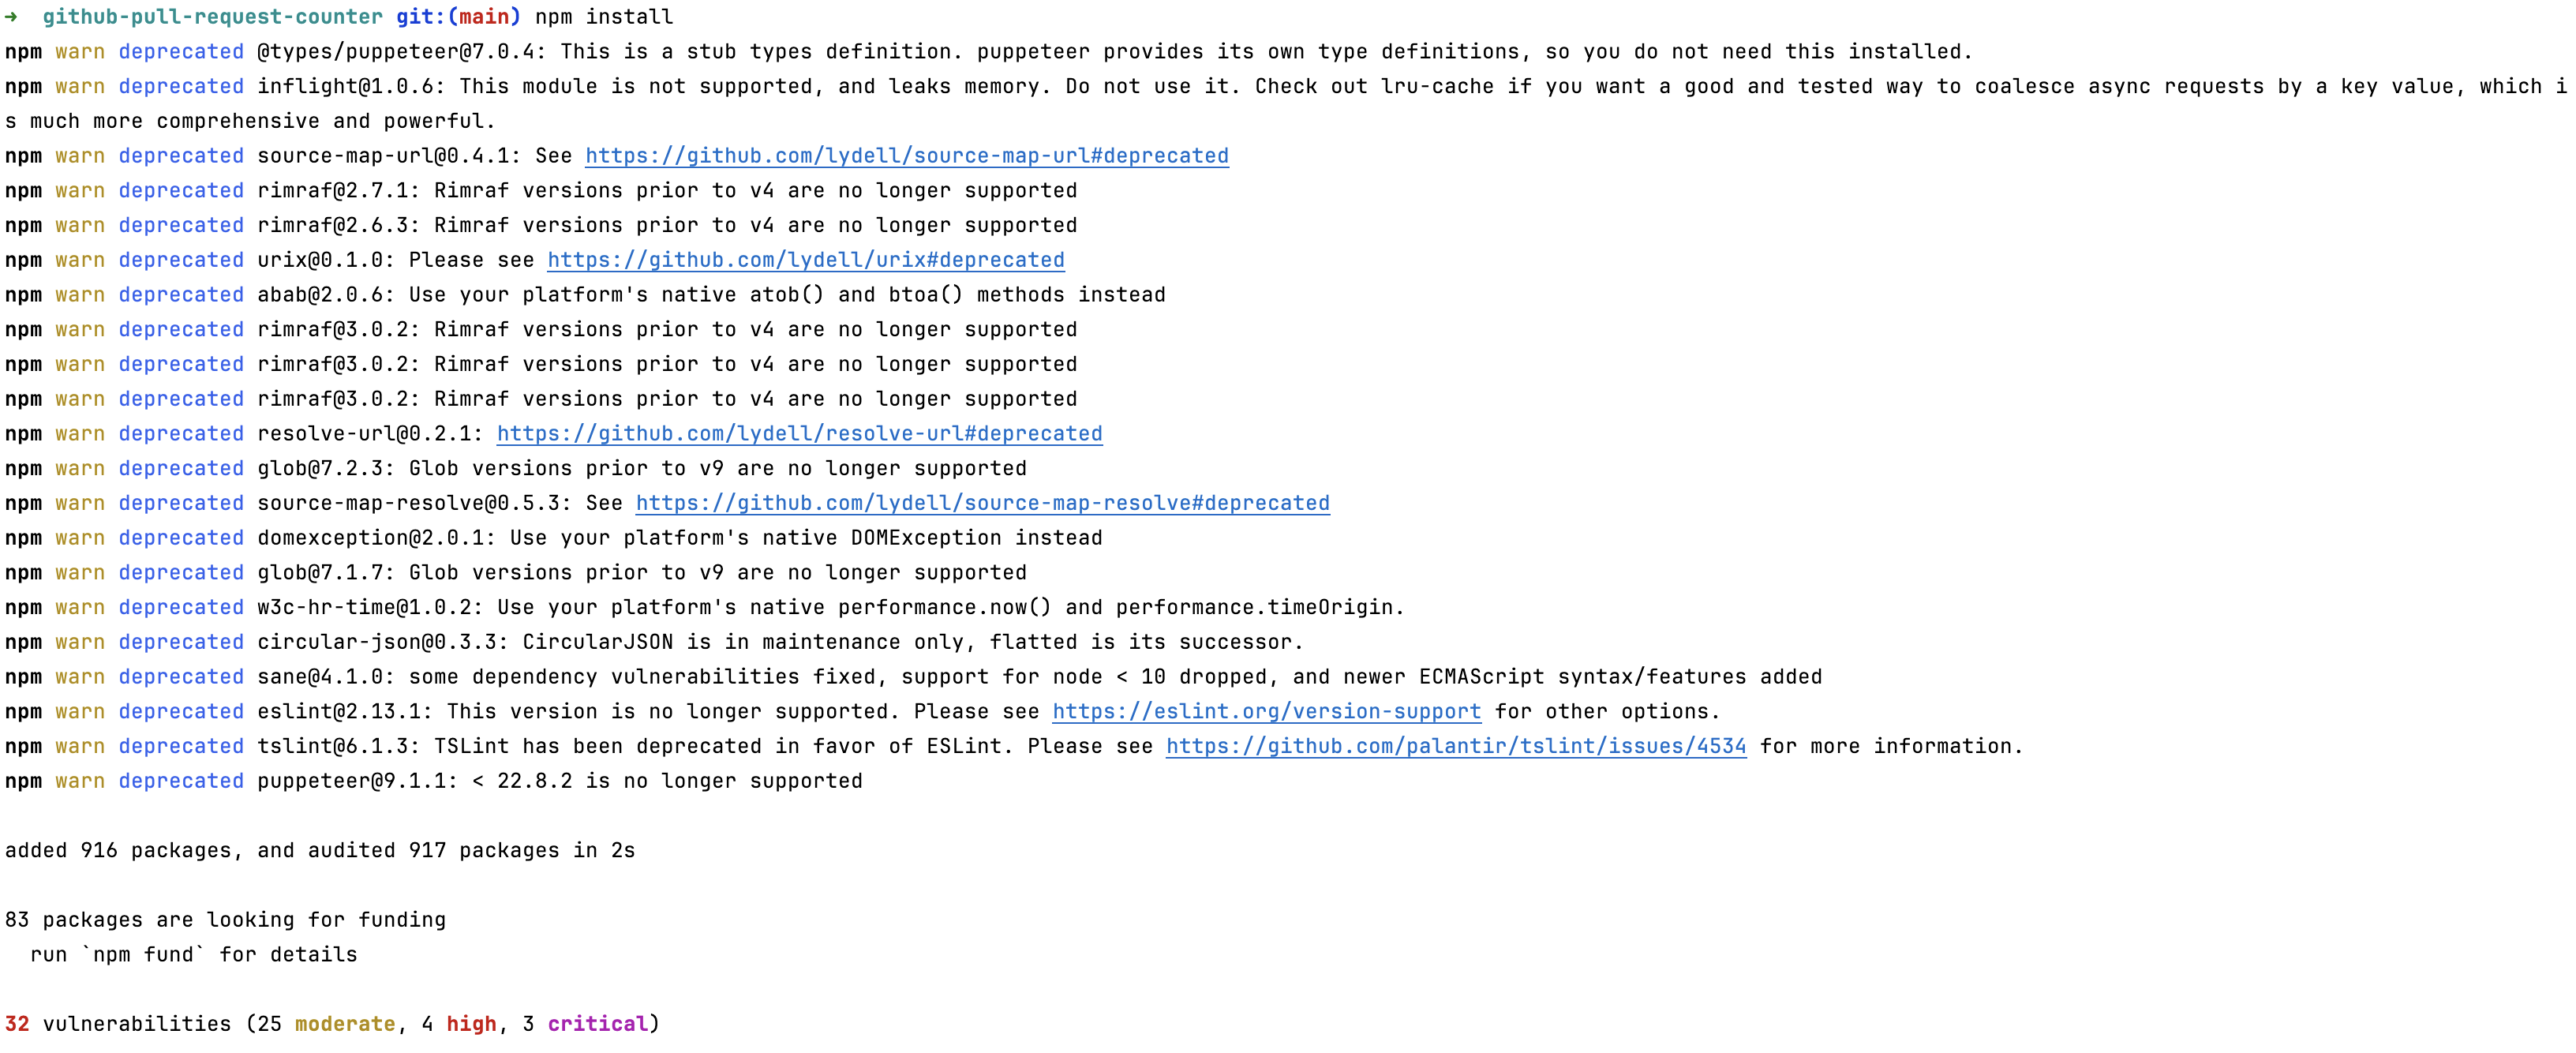 → github-pull-request-counter git:(main) npm install
npm warn deprecated @types/puppeteer@7.0.4: This is a stub types definition. puppeteer provides its own type definitions, so you do not need this installed.
npm warn deprecated inflight@1.0.6: This module is not supported, and leaks memory. Do not use it. Check out lru-cache if you want a good and tested way to coalesce async requests by a key value, which i
s much more comprehensive and powerful.
npm warn deprecated source-map-url@0.4.1: See https://github.com/lydell/source-map-url#deprecated
npm warn deprecated rimraf@2.7.1: Rimraf versions prior to v4 are no longer supported
npm warn deprecated rimraf@2.6.3: Rimraf versions prior to v4 are no longer supported
npm warn deprecated urix@0.1.0: Please see https://github.com/lydell/urix#deprecated
npm warn deprecated abab@2.0.6: Use your platform's native atob() and btoa() methods instead
npm warn deprecated rimraf@3.0.2: Rimraf versions prior to v4 are no longer supported
npm warn deprecated rimraf@3.0.2: Rimraf versions prior to v4 are no longer supported
npm warn deprecated rimraf@3.0.2: Rimraf versions prior to v4 are no longer supported
npm warn deprecated resolve-url@0.2.1: https://github.com/lydell/resolve-url#deprecated
npm warn deprecated glob@7.2.3: Glob versions prior to v9 are no longer supported
npm warn deprecated source-map-resolve@0.5.3: See https://github.com/lydell/source-map-resolve#deprecated
npm warn deprecated domexception@2.0.1: Use your platform's native DOMException instead
npm warn deprecated glob@7.1.7: Glob versions prior to v9 are no longer supported
npm warn deprecated w3c-hr-time@1.0.2: Use your platform's native performance.now() and performance.timeOrigin.
npm warn deprecated circular-json@0.3.3: CircularJSON is in maintenance only, flatted is its successor.
npm warn deprecated sane@4.1.0: some dependency vulnerabilities fixed, support for node < 10 dropped, and newer ECMAScript syntax/features added
npm warn deprecated eslint@2.13.1: This version is no longer supported. Please see https://eslint.org/version-support for other options.
npm warn deprecated tslint@6.1.3: TSLint has been deprecated in favor of ESLint. Please see https://github.com/palantir/tslint/issues/4534 for more information.
npm warn deprecated puppeteer@9.1.1: < 22.8.2 is no longer supported
added 916 packages, and audited 917 packages in 2s
83 packages are looking for funding
run `npm fund` for details
32 vulnerabilities (25 moderate, 4 high, 3 critical)